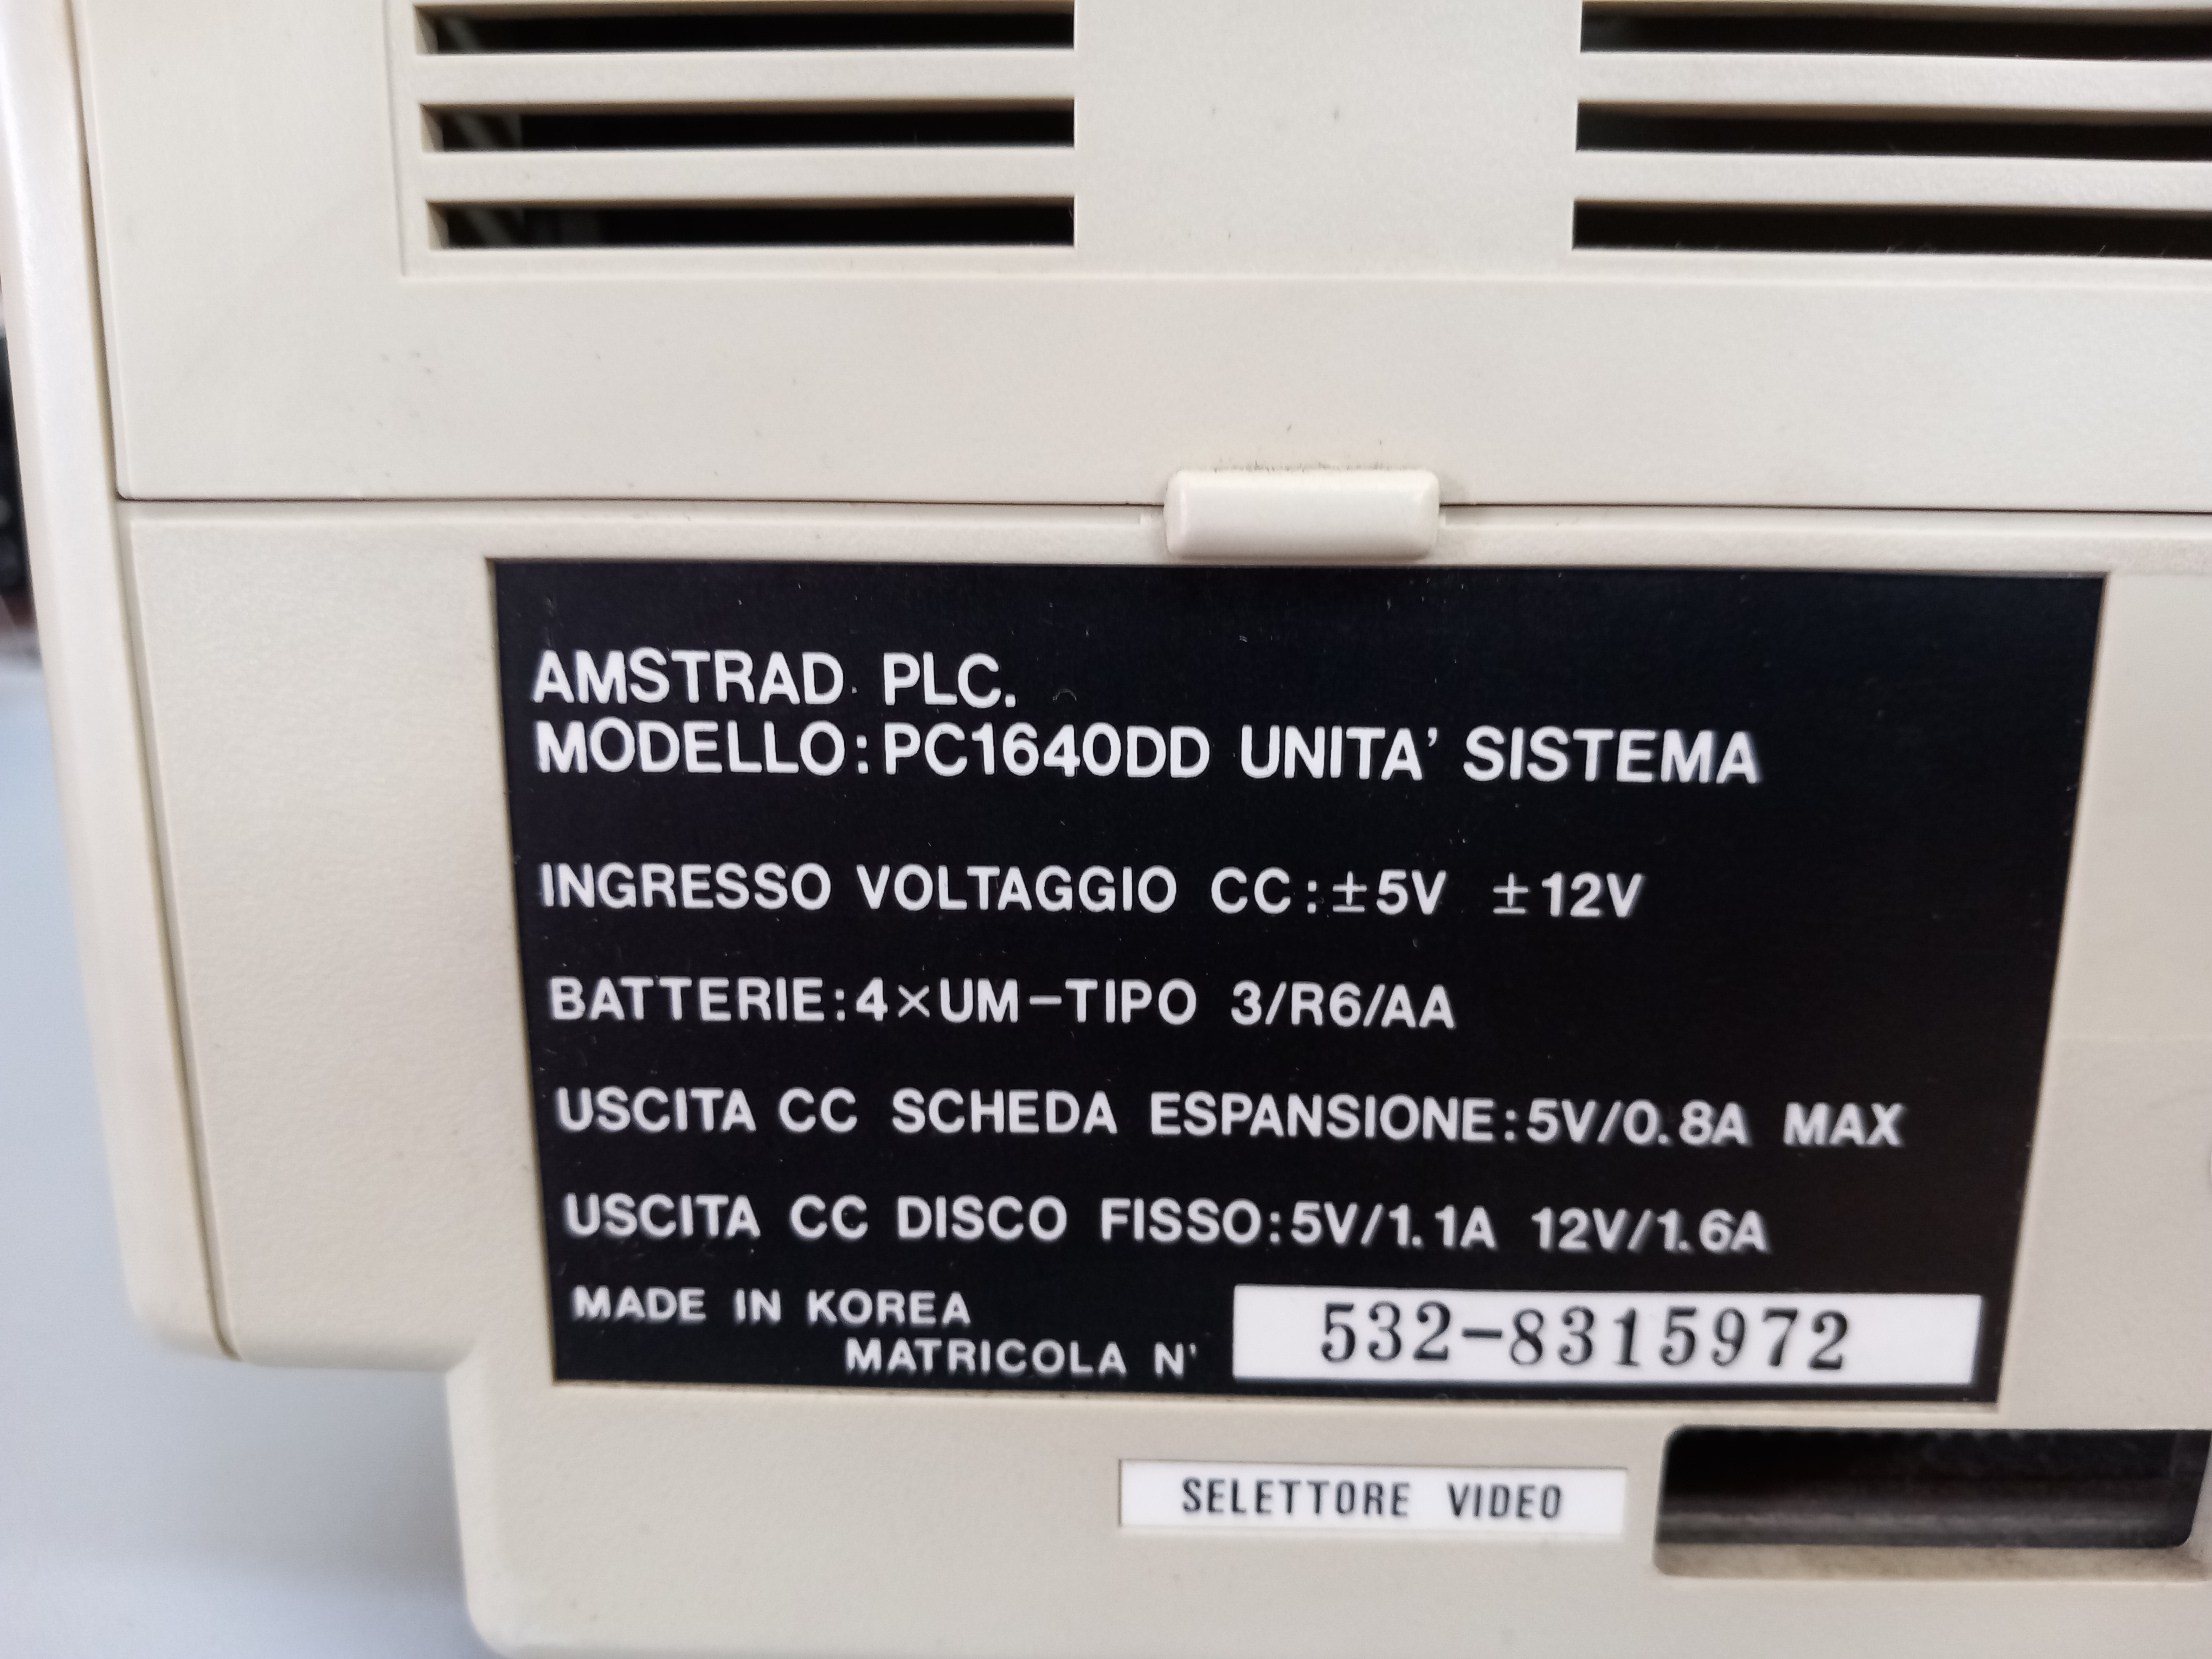 AMSTRAD PLC.
MODELLO:PC1640DD UNITA' SISTEMA
INGRESSO VOLTAGGIO CC:±5V ±12V
BATTERIE:4×UM-TIPO 3/R6/AA
USCITA CC SCHEDA ESPANSIONE:5V/0.8A MAX
USCITA CC DISCO FISSO:5V/1.1A 12V/1.6A
MADE IN KOREA
MATRICOLA N' 532-8315972
SELETTORE VIDEO